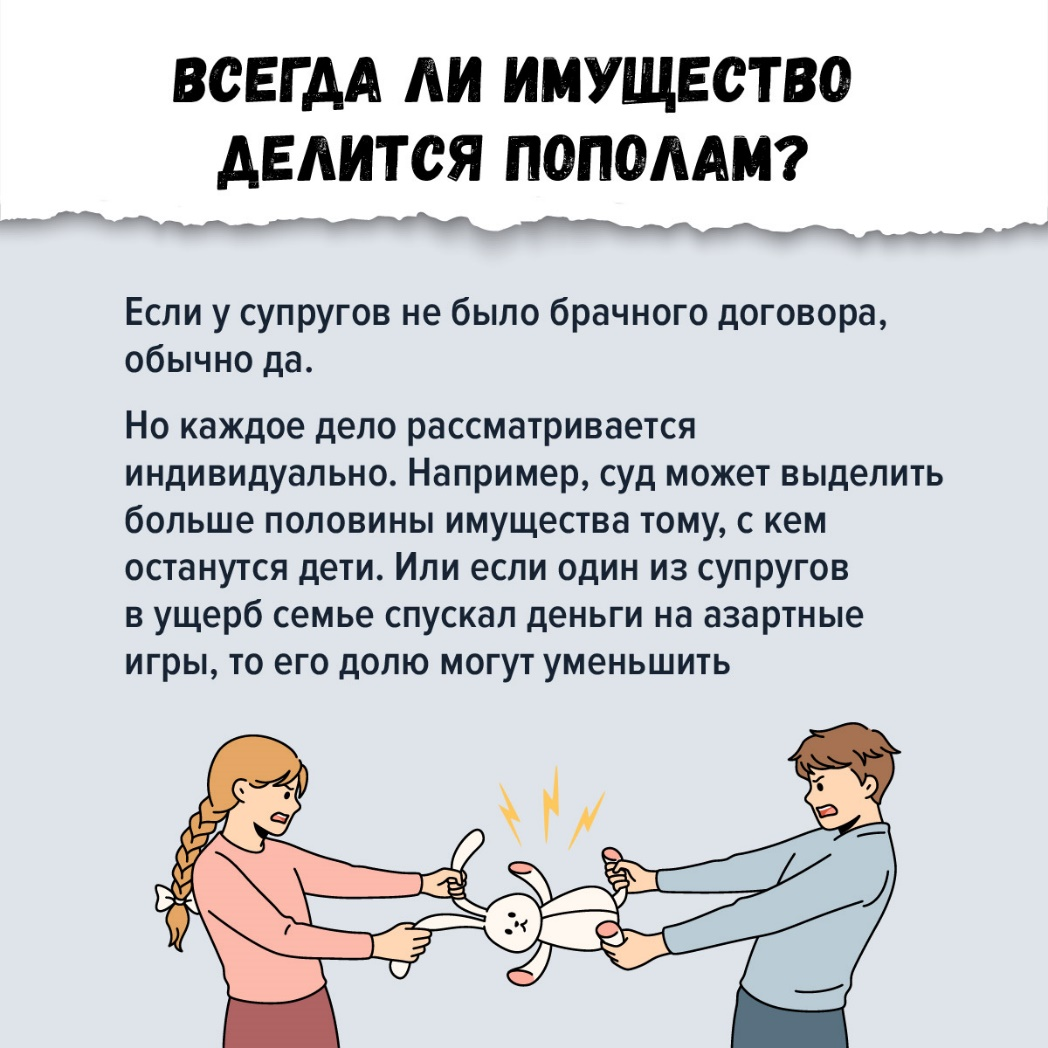 ВСЕГДА ЛИ ИМУЩЕСТВО
ДЕЛИТСЯ ПОПОЛАМ?
Если у супругов не было брачного договора,
обычно да.
Но каждое дело рассматривается
индивидуально. Например, суд может выделить
больше половины имущества тому, с кем
останутся дети. Или если один из супругов
в ущерб семье спускал деньги на азартные
игры, то его долю могут уменьшить